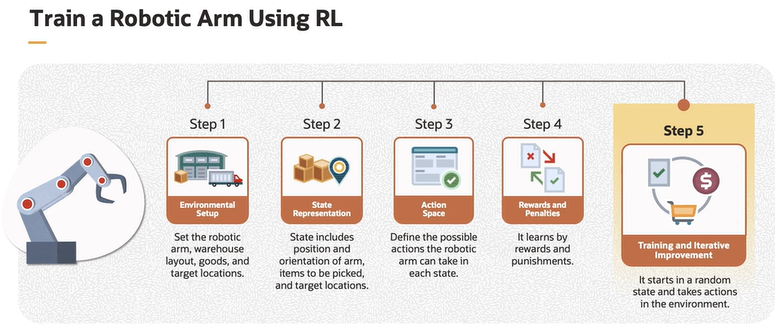 Train a Robotic Arm Using RL
Step 1
Environmental
Setup
Set the robotic
arm, warehouse
layout, goods, and
target locations.
Step 2
State
Representation
State includes
position and
orientation of arm,
items to be picked,
and target locations.
Step 3
Action
Space
Define the possible
actions the robotic
arm can take in
each state.
Step 4
Rewards and
Penalties
It learns by
rewards and
punishments.
Step 5
$
Training and Iterative
Improvement
It starts in a random
state and takes actions
in the environment.